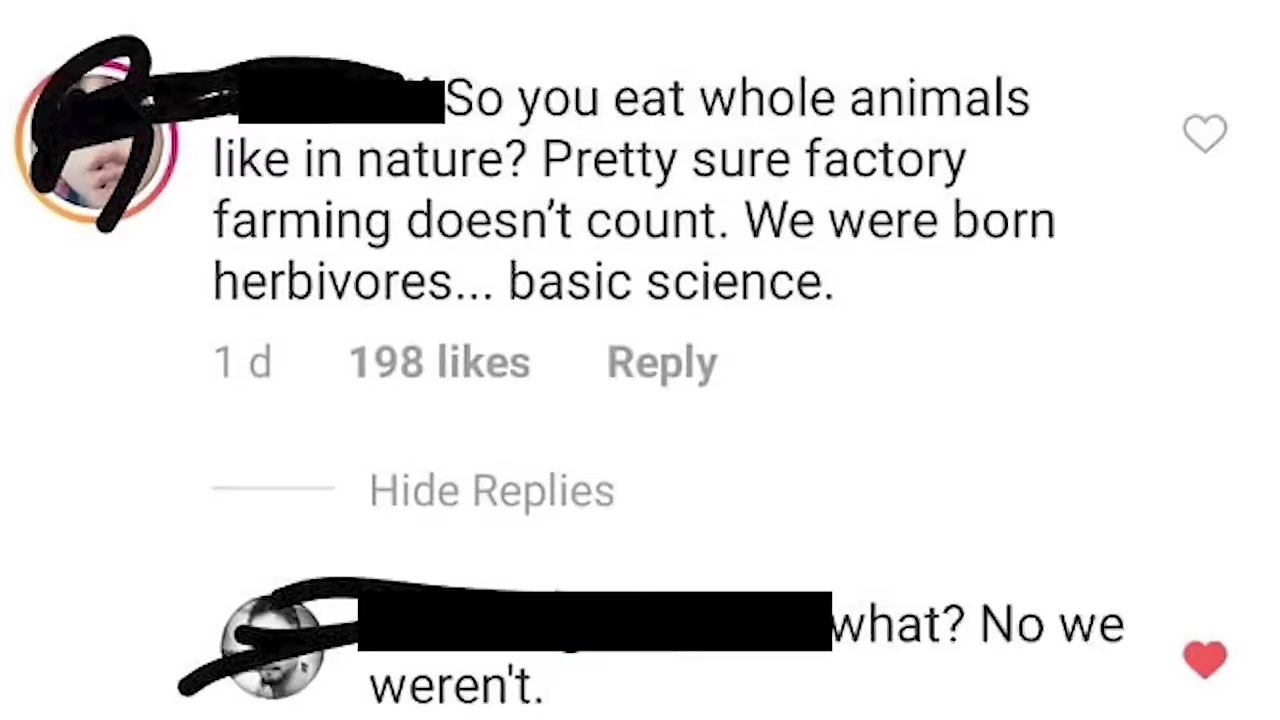 So you eat whole animals
like in nature? Pretty sure factory
farming doesn’t count. We were born
herbivores... basic science.
1 d 198 likes Reply
Hide Replies
what? No we
weren't.